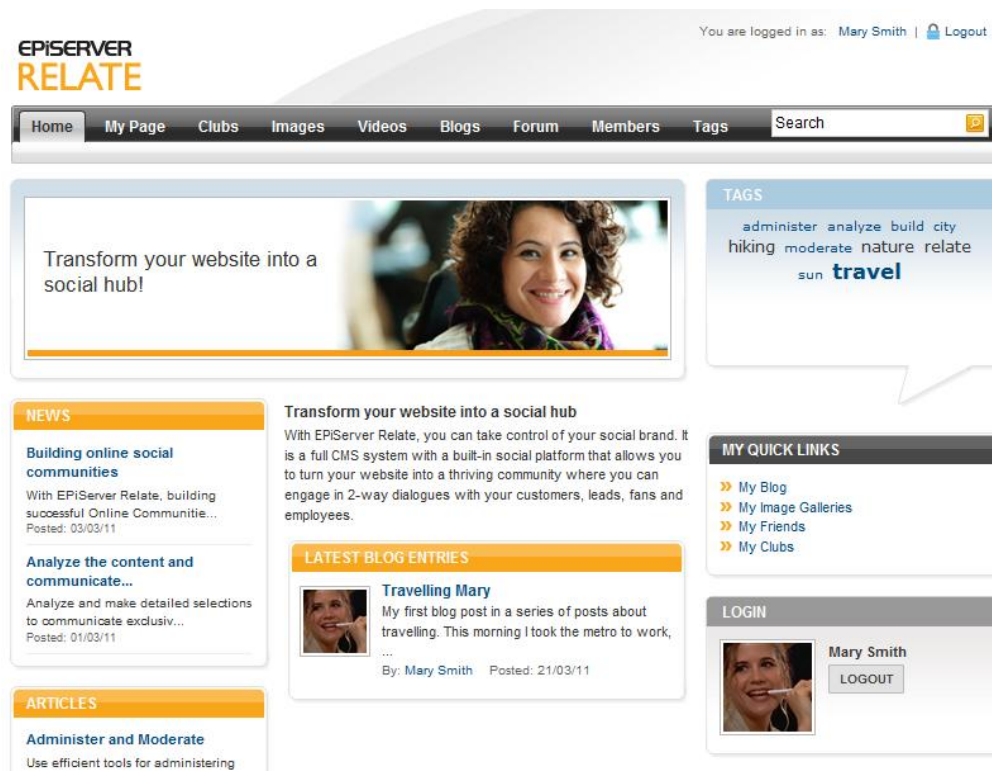 You are logged in as: Mary Smith | Logout
EPiSERVER
RELATE
Home My Page Clubs Images Videos Blogs Forum Members Tags Search
Transform your website into a
social hub!
TAGS
administer analyze build city
hiking moderate nature relate
sun travel
NEWS
Building online social
communities
With EPiServer Relate, building
successful Online Communitie...
Posted: 03/03/11
Analyze the content and
communicate...
Analyze and make detailed selections
to communicate exclusiv...
Posted: 01/03/11
ARTICLES
Administer and Moderate
Use efficient tools for administering
Transform your website into a social hub
With EPiServer Relate, you can take control of your social brand. It
is a full CMS system with a built-in social platform that allows you
to turn your website into a thriving community where you can
engage in 2-way dialogues with your customers, leads, fans and
employees.
LATEST BLOG ENTRIES
Travelling Mary
My first blog post in a series of posts about
travelling. This morning I took the metro to work,
...
By: Mary Smith Posted: 21/03/11
MY QUICK LINKS
My Blog
My Image Galleries
My Friends
My Clubs
LOGIN
Mary Smith
LOGOUT